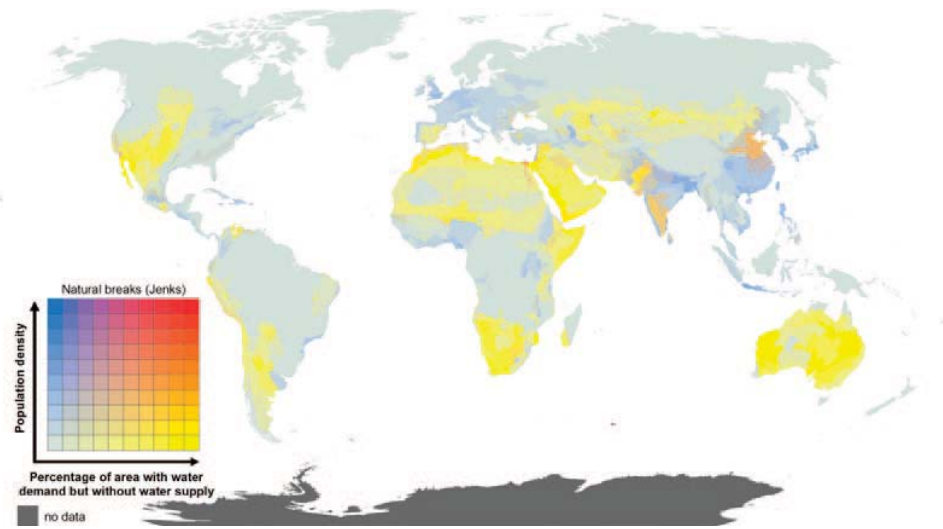 Natural breaks (Jenks)
Population density
Percentage of area with water
demand but without water supply
no data